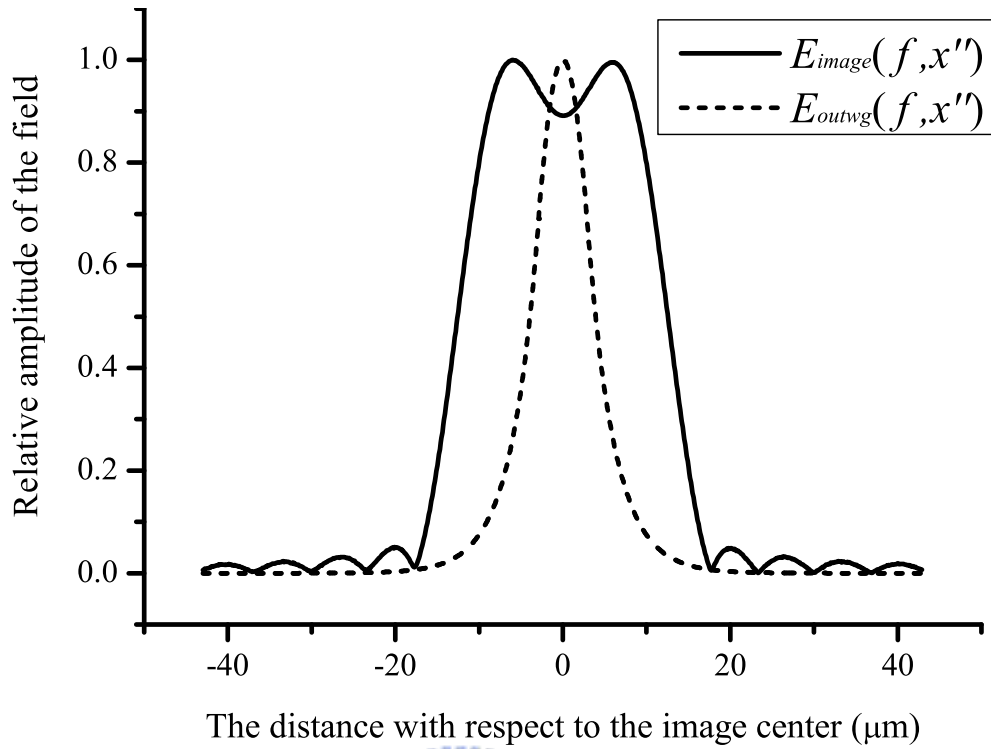 E_image(f,x'')
E_outwg(f,x'')
1.0
0.8
0.6
0.4
0.2
0.0
Relative amplitude of the field
-40
-20
0
20
40
The distance with respect to the image center (μm)